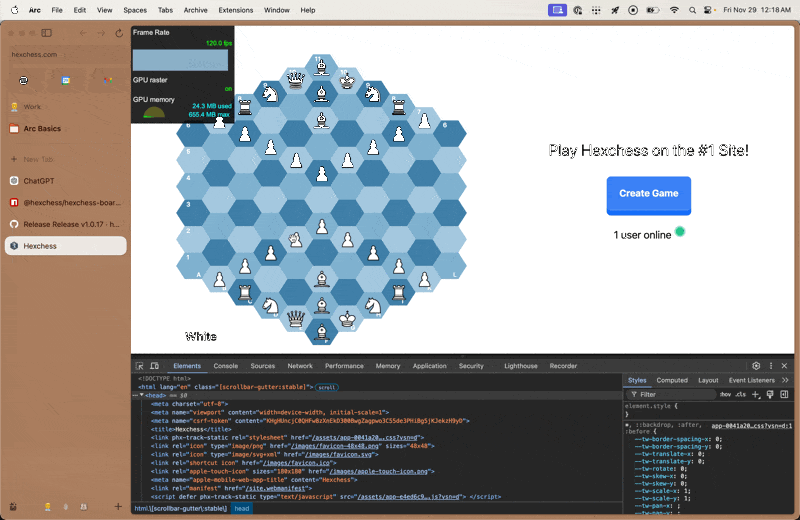 Arc File Edit View Spaces Tabs Archive Extensions Window Help
Fri Nov 29 12:18 AM
hexchess.com
Work
Arc Basics
New Tab
ChatGPT
@hexchess/hexchess-boar...
Release Release v1.0.17 · h...
Hexchess
Frame Rate
120.0 fps
GPU raster
on
GPU memory
24.3 MB used
655.4 MB max
6
6
5
4
3
2
1
A
L
White
Play Hexchess on the #1 Site!
Create Game
1 user online
Elements Console Sources Network Performance Memory Application Security Lighthouse Recorder
<!DOCTYPE html>
<html lang="en" class="[scrollbar-gutter:stable]"> scroll
<head> == $0
<meta charset="utf-8">
<meta name="viewport" content="width=device-width, initial-scale=1">
<title>Hexchess</title>
<link phx-track-static rel="stylesheet" href="/assets/app-0041a20...css?vsn=d">
<link rel="icon" type="image/png" href="/images/favicon-48x48.png" sizes="48x48">
<link rel="icon" type="image/svg+xml" href="/images/favicon.svg">
<link rel="shortcut icon" href="/images/favicon.ico">
<link rel="apple-touch-icon" sizes="180x180" href="/images/apple-touch-icon.png">
<meta name="apple-mobile-web-app-title" content="Hexchess">
<link rel="manifest" href="/site.webmanifest">
<script defer phx-track-static type="text/javascript" src="/assets/app-e4ed6c9...js?vsn=d"> </script>
html.\[scrollbar-gutter\:stable\] head
Styles Computed Layout Event Listeners
Filter :hov .cls
element.style {
}
*, ::backdrop, :after, :before { app-0041a20...css?vsn=d:1
--tw-border-spacing-x: 0;
--tw-border-spacing-y: 0;
--tw-translate-x: 0;
--tw-translate-y: 0;
--tw-rotate: 0;
--tw-skew-x: 0;
--tw-skew-y: 0;
--tw-scale-x: 1;
--tw-scale-y: 1;
--tw-pan-x: ;